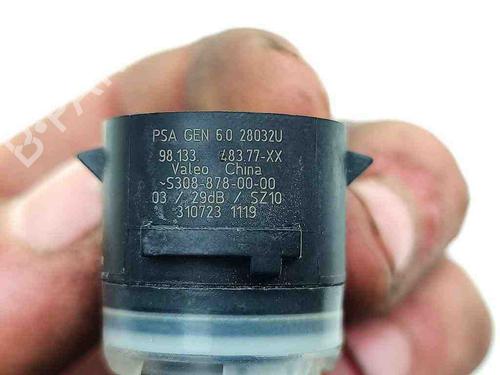 PSA GEN 6.0 28032U
98.133 483.77-XX
Valeo China
~S308-878-00-00
03 / 29dB / SZ10
310723 1119